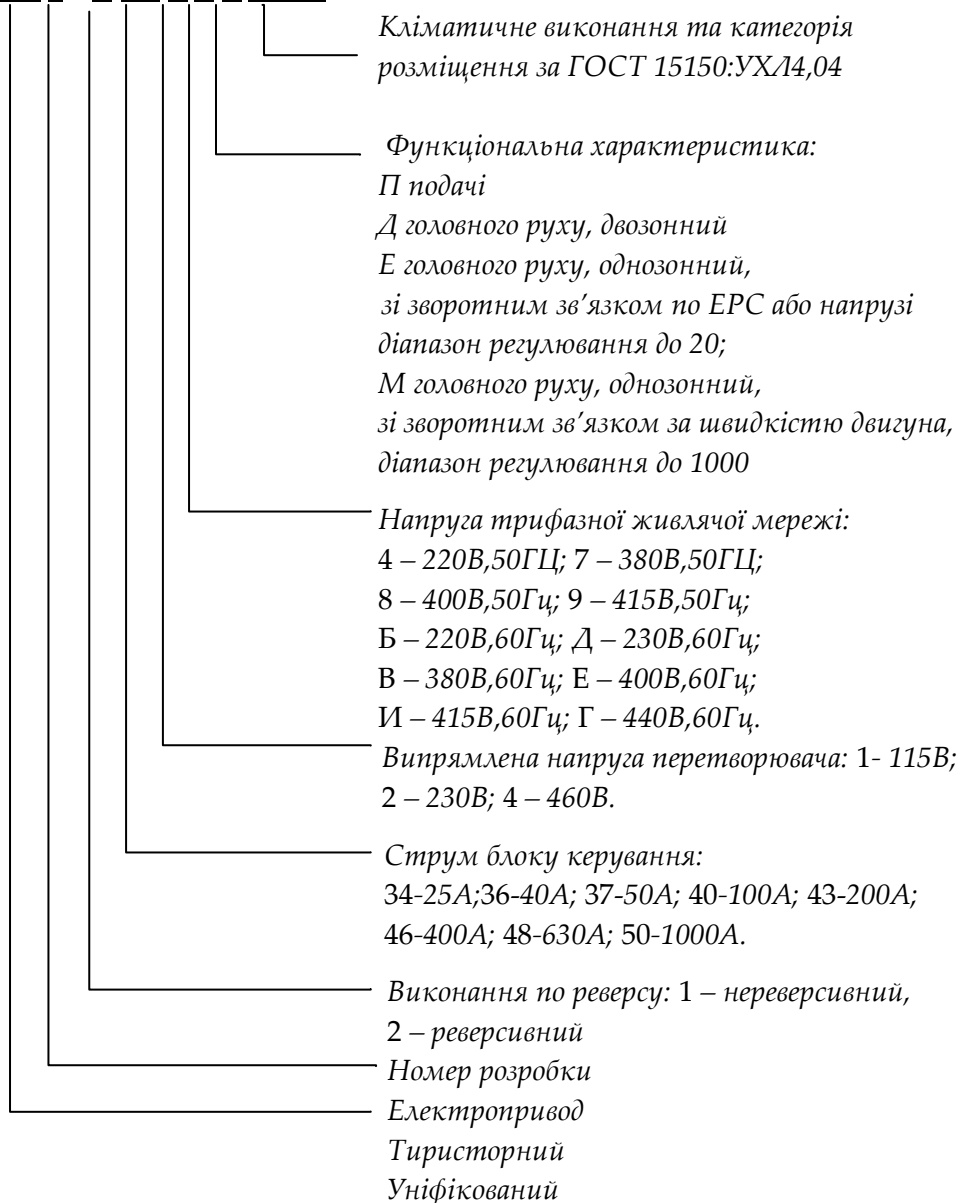 Кліматичне виконання та категорія
розміщення за ГОСТ 15150:УХЛ4,04
Функціональна характеристика:
П подачі
Д головного руху, двозонний
Е головного руху, однозонний,
зі зворотним зв’язком по ЕРС або напрузі
діапазон регулювання до 20;
М головного руху, однозонний,
зі зворотним зв’язком за швидкістю двигуна,
діапазон регулювання до 1000
Напруга трифазної живлячої мережі:
4 – 220В,50ГЦ; 7 – 380В,50ГЦ;
8 – 400В,50Гц; 9 – 415В,50Гц;
Б – 220В,60Гц; Д – 230В,60Гц;
В – 380В,60Гц; Е – 400В,60Гц;
И – 415В,60Гц; Г – 440В,60Гц.
Випрямлена напруга перетворювача: 1- 115В;
2 – 230В; 4 – 460В.
Струм блоку керування:
34-25А;36-40А; 37-50А; 40-100А; 43-200А;
46-400А; 48-630А; 50-1000А.
Виконання по реверсу: 1 – нереверсивний,
2 – реверсивний
Номер розробки
Електропривод
Тиристорний
Уніфікований